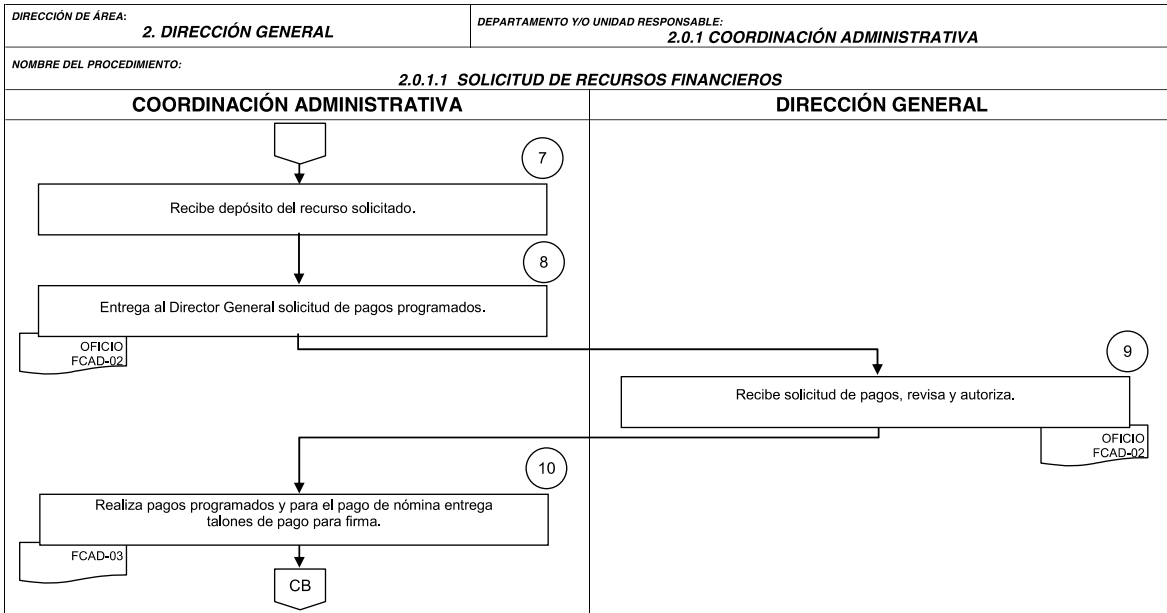 DIRECCIÓN DE ÁREA:
2. DIRECCIÓN GENERAL
DEPARTAMENTO Y/O UNIDAD RESPONSABLE:
2.0.1 COORDINACIÓN ADMINISTRATIVA
NOMBRE DEL PROCEDIMIENTO:
2.0.1.1 SOLICITUD DE RECURSOS FINANCIEROS
COORDINACIÓN ADMINISTRATIVA
DIRECCIÓN GENERAL
7
Recibe depósito del recurso solicitado.
8
Entrega al Director General solicitud de pagos programados.
OFICIO
FCAD-02
9
Recibe solicitud de pagos, revisa y autoriza.
OFICIO
FCAD-02
10
Realiza pagos programados y para el pago de nómina entrega
talones de pago para firma.
FCAD-03
CB